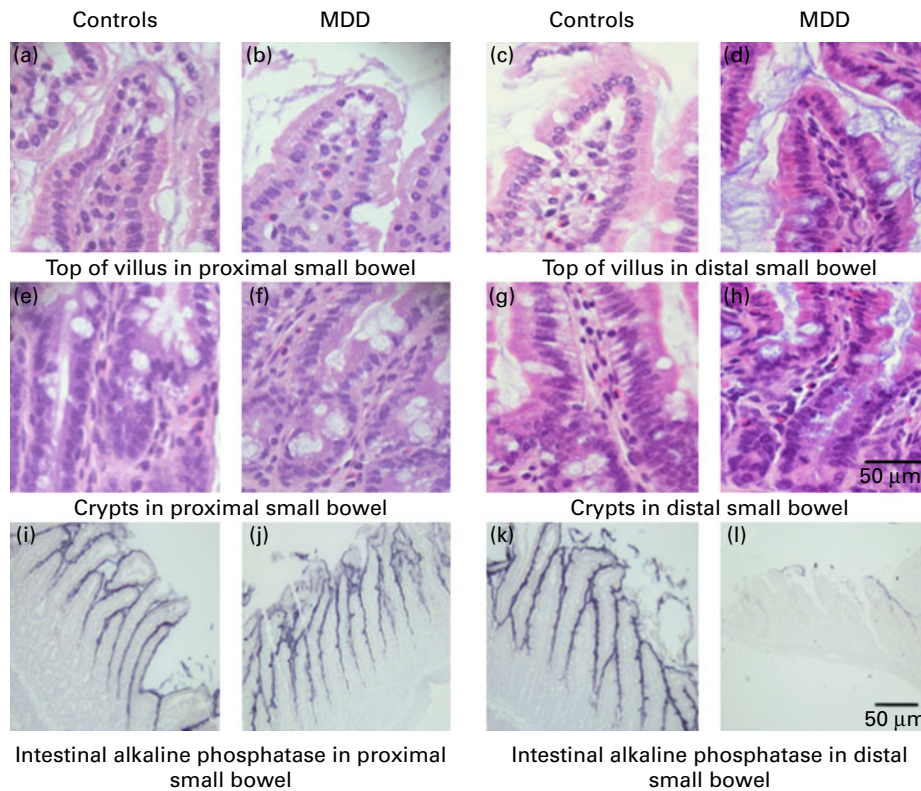 Controls MDD Controls MDD
(a) (b) (c) (d)
Top of villus in proximal small bowel Top of villus in distal small bowel
(e) (f) (g) (h)
50 μm
Crypts in proximal small bowel Crypts in distal small bowel
(i) (j) (k) (l)
50 μm
Intestinal alkaline phosphatase in proximal
small bowel
Intestinal alkaline phosphatase in distal
small bowel